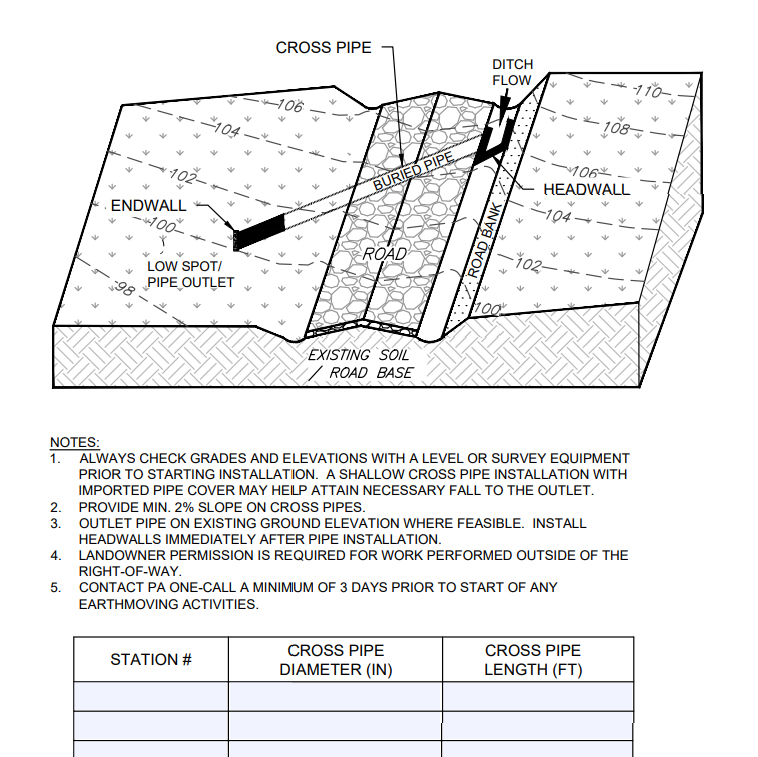 CROSS PIPE
DITCH
FLOW
110
106
108
104
BURIED PIPE
106
102
HEADWALL
ENDWALL
104
100
ROAD BANK
ROAD
102
LOW SPOT/
PIPE OUTLET
98
100
EXISTING SOIL
/ ROAD BASE
NOTES:
1. ALWAYS CHECK GRADES AND ELEVATIONS WITH A LEVEL OR SURVEY EQUIPMENT
PRIOR TO STARTING INSTALLATION. A SHALLOW CROSS PIPE INSTALLATION WITH
IMPORTED PIPE COVER MAY HELP ATTAIN NECESSARY FALL TO THE OUTLET.
2. PROVIDE MIN. 2% SLOPE ON CROSS PIPES.
3. OUTLET PIPE ON EXISTING GROUND ELEVATION WHERE FEASIBLE. INSTALL
HEADWALLS IMMEDIATELY AFTER PIPE INSTALLATION.
4. LANDOWNER PERMISSION IS REQUIRED FOR WORK PERFORMED OUTSIDE OF THE
RIGHT-OF-WAY.
5. CONTACT PA ONE-CALL A MINIMUM OF 3 DAYS PRIOR TO START OF ANY
EARTHMOVING ACTIVITIES.
STATION #
CROSS PIPE
DIAMETER (IN)
CROSS PIPE
LENGTH (FT)